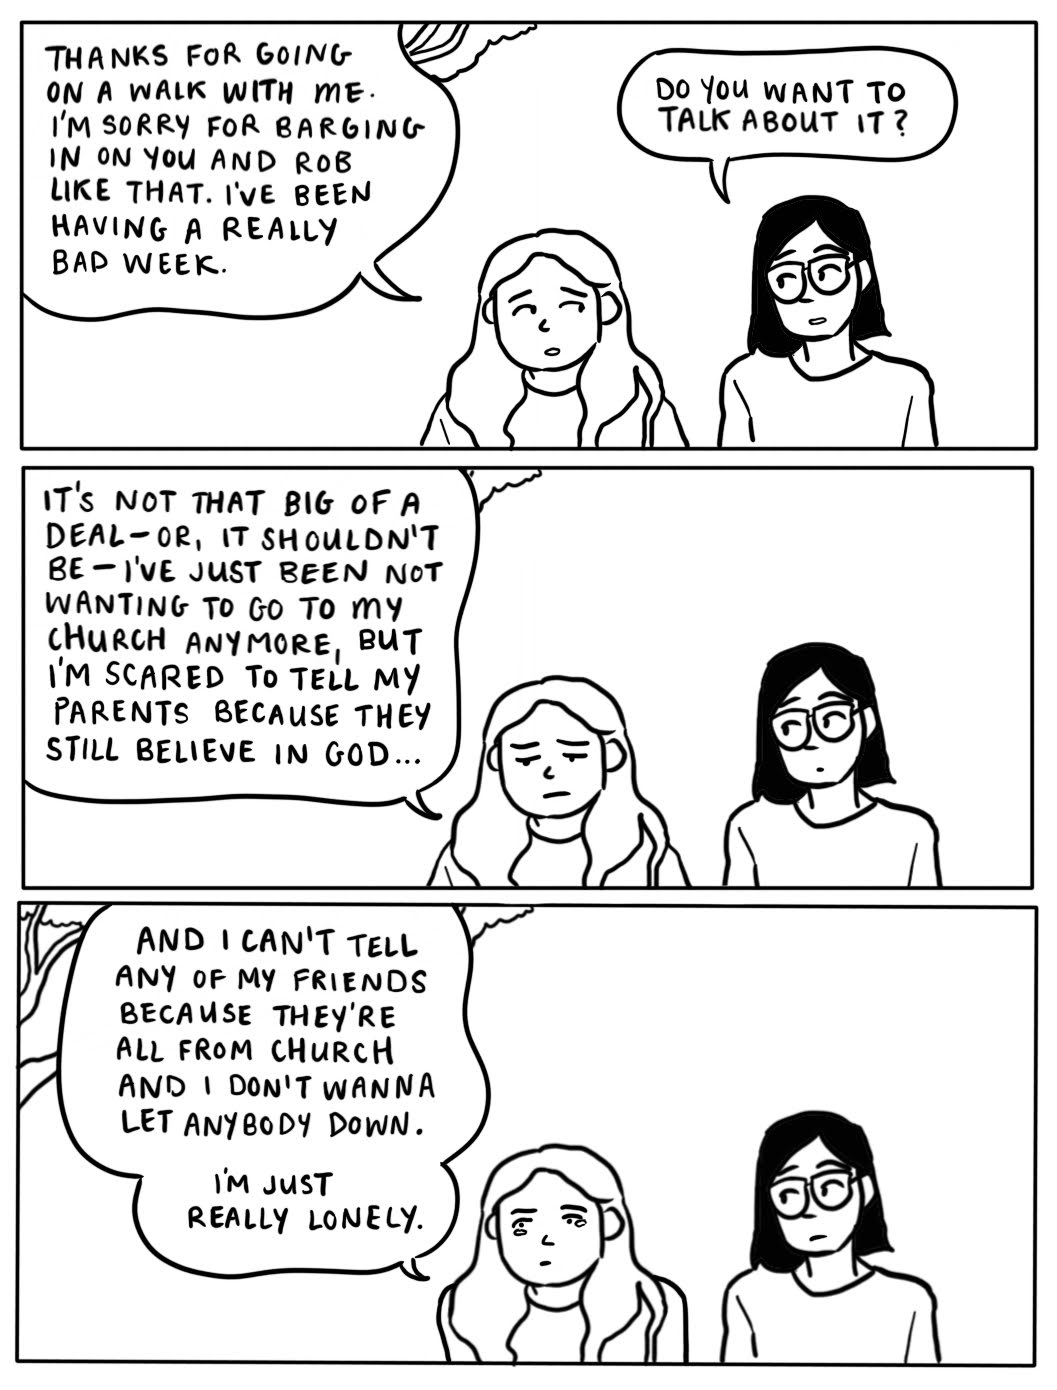 THANKS FOR GOING
ON A WALK WITH ME.
I'M SORRY FOR BARGING
IN ON YOU AND ROB
LIKE THAT. I'VE BEEN
HAVING A REALLY
BAD WEEK.
DO YOU WANT TO
TALK ABOUT IT?
IT'S NOT THAT BIG OF A
DEAL—OR, IT SHOULDN'T
BE—I'VE JUST BEEN NOT
WANTING TO GO TO MY
CHURCH ANYMORE, BUT
I'M SCARED TO TELL MY
PARENTS BECAUSE THEY
STILL BELIEVE IN GOD...
AND I CAN'T TELL
ANY OF MY FRIENDS
BECAUSE THEY'RE
ALL FROM CHURCH
AND I DON'T WANNA
LET ANYBODY DOWN.
I'M JUST
REALLY LONELY.